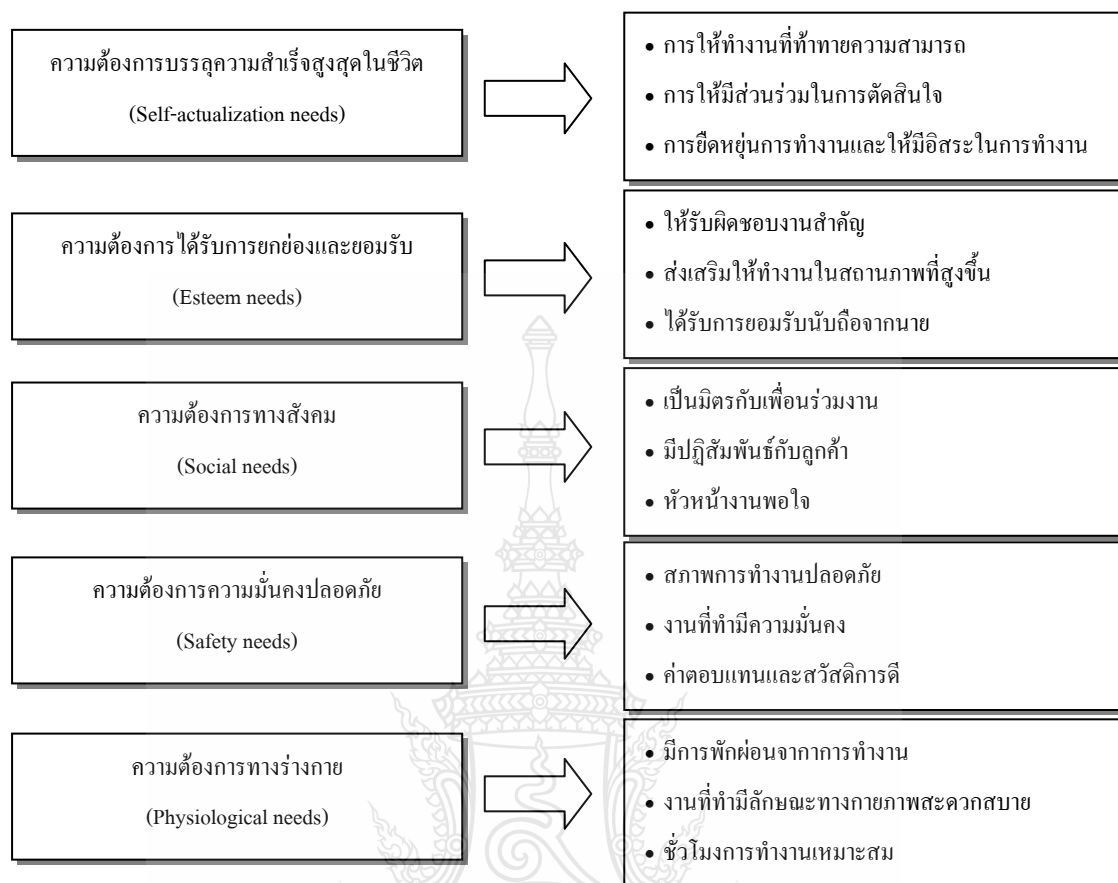 ความต้องการบรรลุความสำเร็จสูงสุดในชีวิต
(Self-actualization needs)
• การให้ทำงานที่ท้าทายความสามารถ
• การให้มีส่วนร่วมในการตัดสินใจ
• การยืดหยุ่นการทำงานและให้มีอิสระในการทำงาน
ความต้องการได้รับการยกย่องและยอมรับ
(Esteem needs)
• ให้รับผิดชอบงานสำคัญ
• ส่งเสริมให้ทำงานในสถานภาพที่สูงขึ้น
• ได้รับการยอมรับนับถือจากนาย
ความต้องการทางสังคม
(Social needs)
• เป็นมิตรกับเพื่อนร่วมงาน
• มีปฏิสัมพันธ์กับลูกค้า
• หัวหน้างานพอใจ
ความต้องการความมั่นคงปลอดภัย
(Safety needs)
• สภาพการทำงานปลอดภัย
• งานที่ทำมีความมั่นคง
• ค่าตอบแทนและสวัสดิการดี
ความต้องการทางร่างกาย
(Physiological needs)
• มีการพักผ่อนจากาการทำงาน
• งานที่ทำมีลักษณะทางกายภาพสะดวกสบาย
• ชั่วโมงการทำงานเหมาะสม